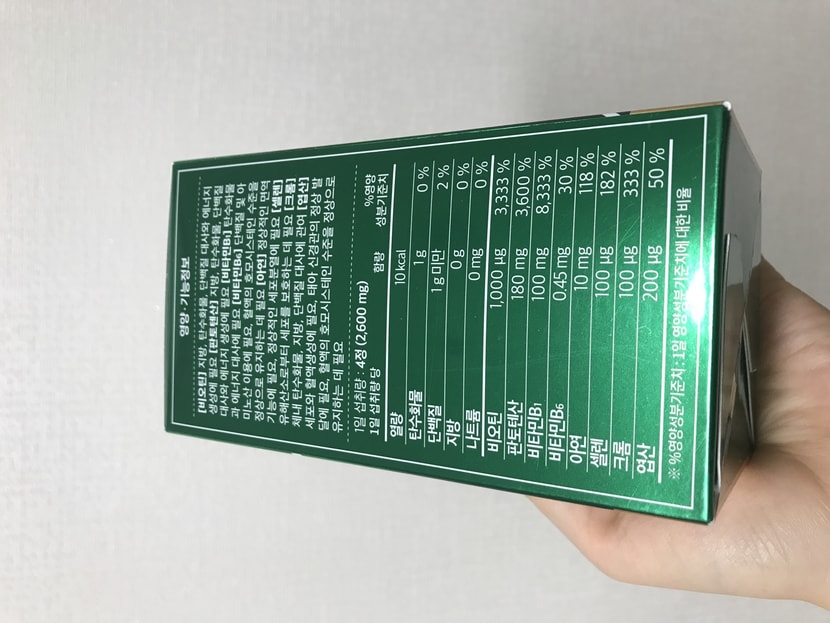 영양·기능정보
[비오틴] 지방, 탄수화물, 단백질 대사와 에너지
생성에 필요 [판토텐산] 지방, 탄수화물, 단백질
대사와 에너지 생성에 필요 [비타민B₁] 탄수화물
과 에너지 대사에 필요 [비타민B₆] 단백질 및 아
미노산 이용에 필요, 혈액의 호모시스테인 수준을
정상으로 유지하는 데 필요 [아연] 정상적인 면역
기능에 필요, 정상적인 세포분열에 필요 [셀렌]
유해산소로부터 세포를 보호하는 데 필요 [크롬]
체내 탄수화물, 지방, 단백질 대사에 관여 [엽산]
세포와 혈액생성에 필요, 태아 신경관의 정상 발
달에 필요, 혈액의 호모시스테인 수준을 정상으로
유지하는 데 필요
1일 섭취량 : 4정 (2,600 mg)
1일 섭취량 당 함량 %영양성분기준치
열량 10 kcal
탄수화물 1 g 0 %
단백질 1 g 미만 2 %
지방 0 g 0 %
나트륨 0 mg 0 %
비오틴 1,000 μg 3,333 %
판토텐산 180 mg 3,600 %
비타민B₁ 100 mg 8,333 %
비타민B₆ 0.45 mg 30 %
아연 10 mg 118 %
셀렌 100 μg 182 %
크롬 100 μg 333 %
엽산 200 μg 50 %
※ %영양성분기준치 : 1일 영양성분기준치에 대한 비율